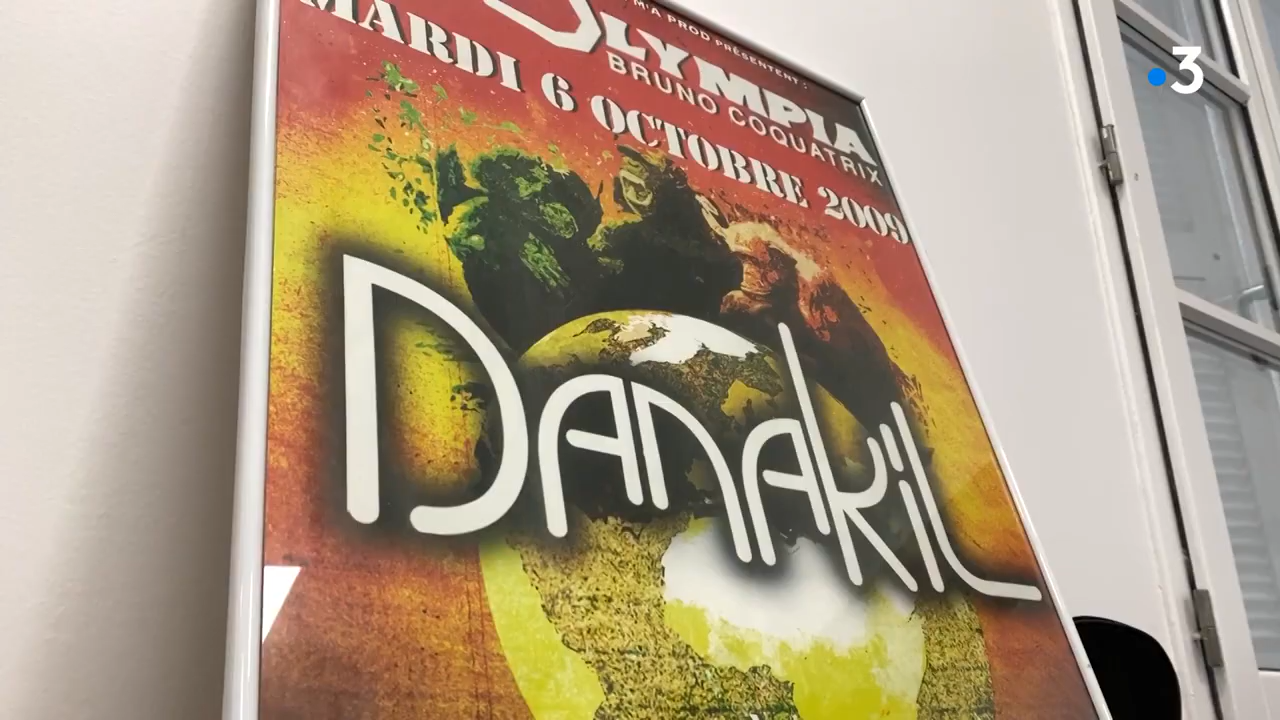 M'A PROD PRÉSENTENT :
OLYMPIA
BRUNO COQUATRIX
MARDI 6 OCTOBRE 2009
DANAkiL
3